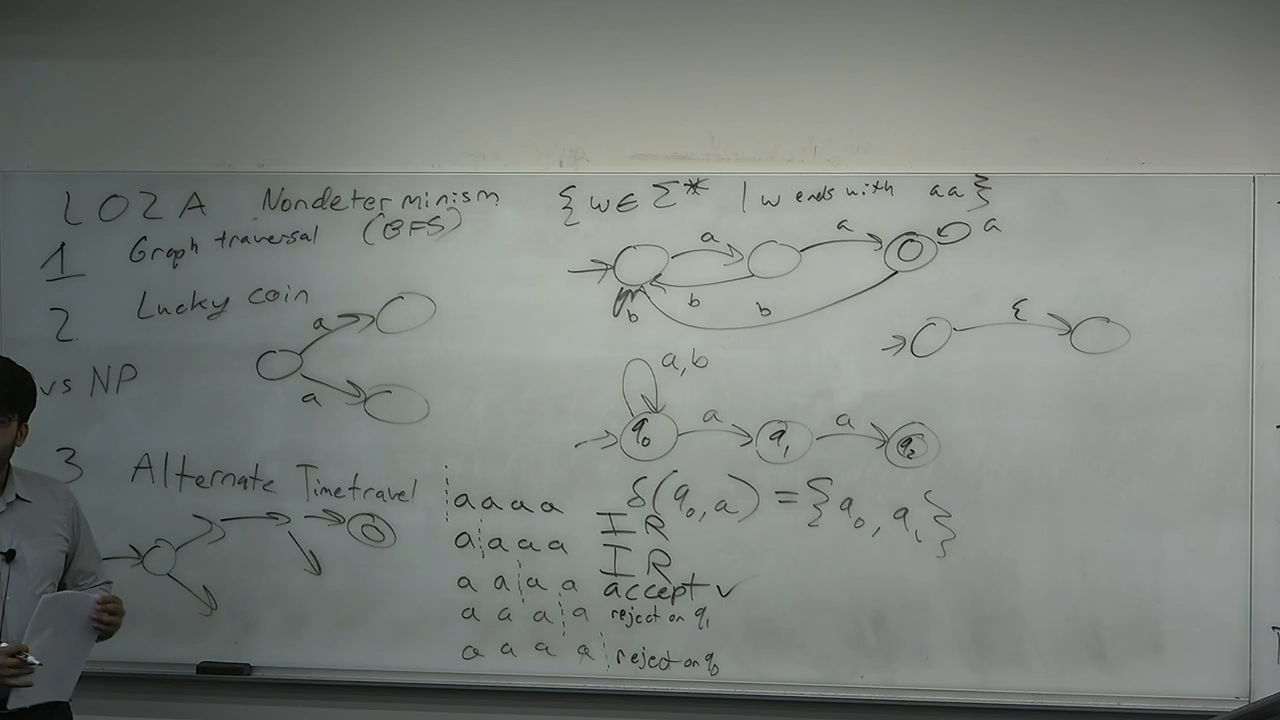 LO2A Nondeterminism
1 Graph traversal (BFS)
2 Lucky coin
a
a
vs NP
3 Alternate Timetravel
{w ∈ Σ* | w ends with aa}
a a a
b b b
ε
a,b
q₀ a q₁ a q₂
δ(q₀, a) = {q₀, q₁}
¦a a a a I R
a¦a a a I R
a a¦a a accept ✓
a a a¦a reject on q₁
a a a a¦ reject on q₀